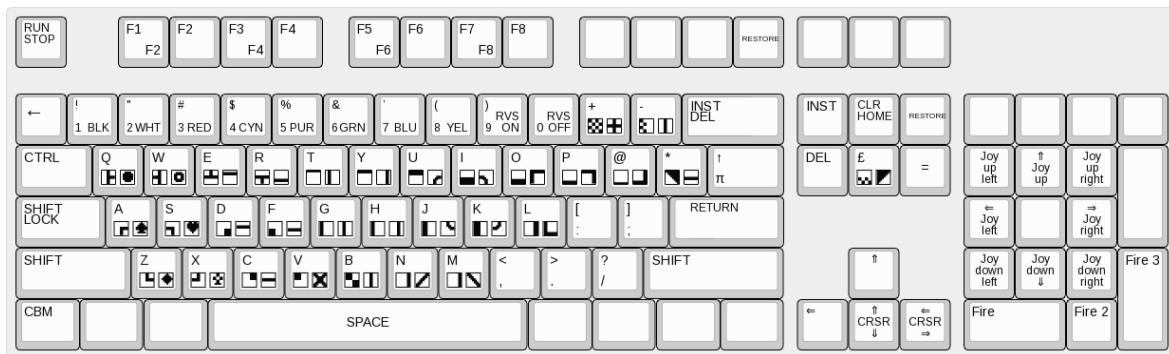 RUN STOP F1 F2 F2 F3 F4 F4 F5 F6 F6 F7 F8 F8 RESTORE
← ! 1 BLK " 2 WHT # 3 RED $ 4 CYN % 5 PUR & 6 GRN ' 7 BLU ( 8 YEL ) 9 RVS ON 0 RVS OFF + - INST DEL INST CLR HOME RESTORE
CTRL Q W E R T Y U I O P @ * ↑ π DEL £ = Joy up left ⇑ Joy up Joy up right
SHIFT LOCK A S D F G H J K L [ : ] ; RETURN ⇐ Joy left ⇒ Joy right
SHIFT Z X C V B N M < , > . ? / SHIFT ⇑ Joy down left Joy down ⇓ Joy down right Fire 3
CBM SPACE ⇐ ⇑ CRSR ⇓ ⇐ CRSR ⇒ Fire Fire 2